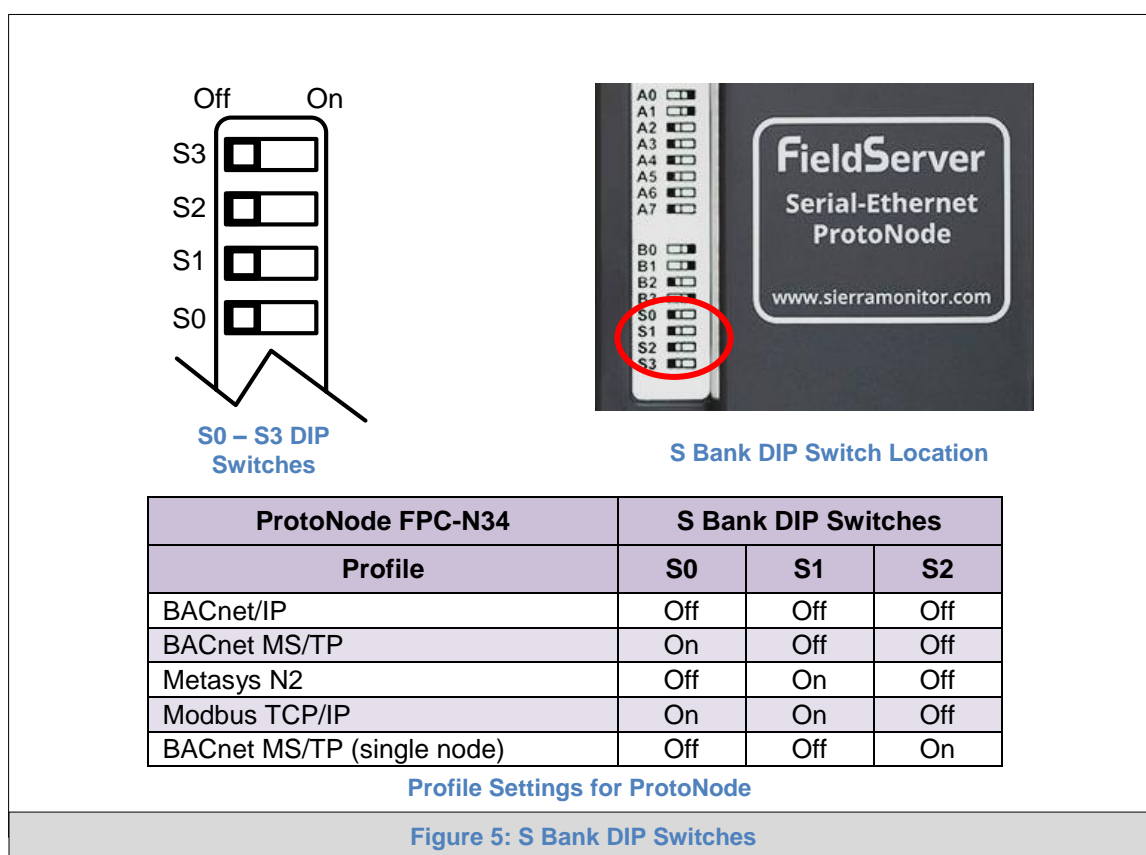 Off On
S3
S2
S1
S0
S0 – S3 DIP
Switches
A0
A1
A2
A3
A4
A5
A6
A7
B0
B1
B2
B3
S0
S1
S2
S3
FieldServer
Serial-Ethernet
ProtoNode
www.sierramonitor.com
S Bank DIP Switch Location
ProtoNode FPC-N34 S Bank DIP Switches
Profile S0 S1 S2
BACnet/IP Off Off Off
BACnet MS/TP On Off Off
Metasys N2 Off On Off
Modbus TCP/IP On On Off
BACnet MS/TP (single node) Off Off On
Profile Settings for ProtoNode
Figure 5: S Bank DIP Switches